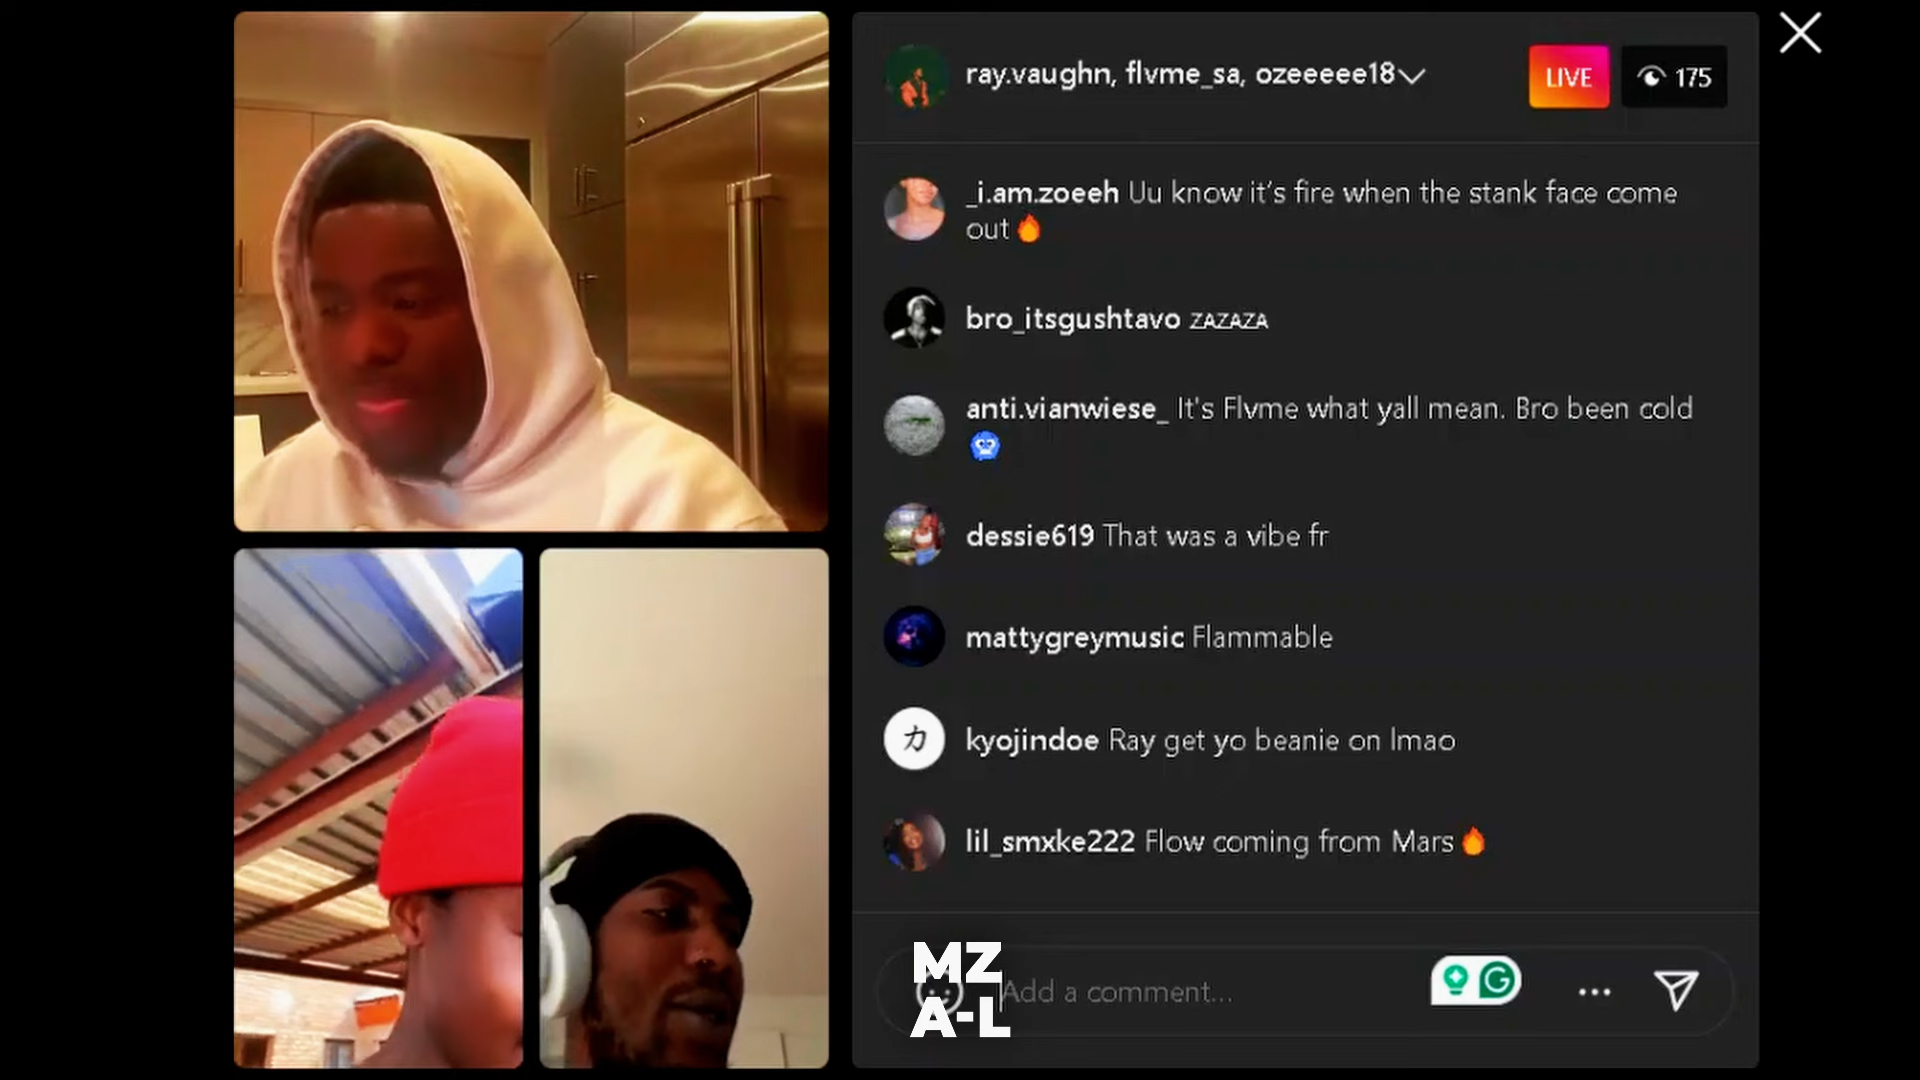 ray.vaughn, flvme_sa, ozeeeee18
LIVE
175
_i.am.zoeeh Uu know it's fire when the stank face come
out 🔥
bro_itsgushtavo ZAZAZA
anti.vianwiese_ It's Flvme what yall mean. Bro been cold
🥶
dessie619 That was a vibe fr
mattygreymusic Flammable
カ
kyojindoe Ray get yo beanie on lmao
lil_smxke222 Flow coming from Mars 🔥
MZ
A-L
Add a comment...